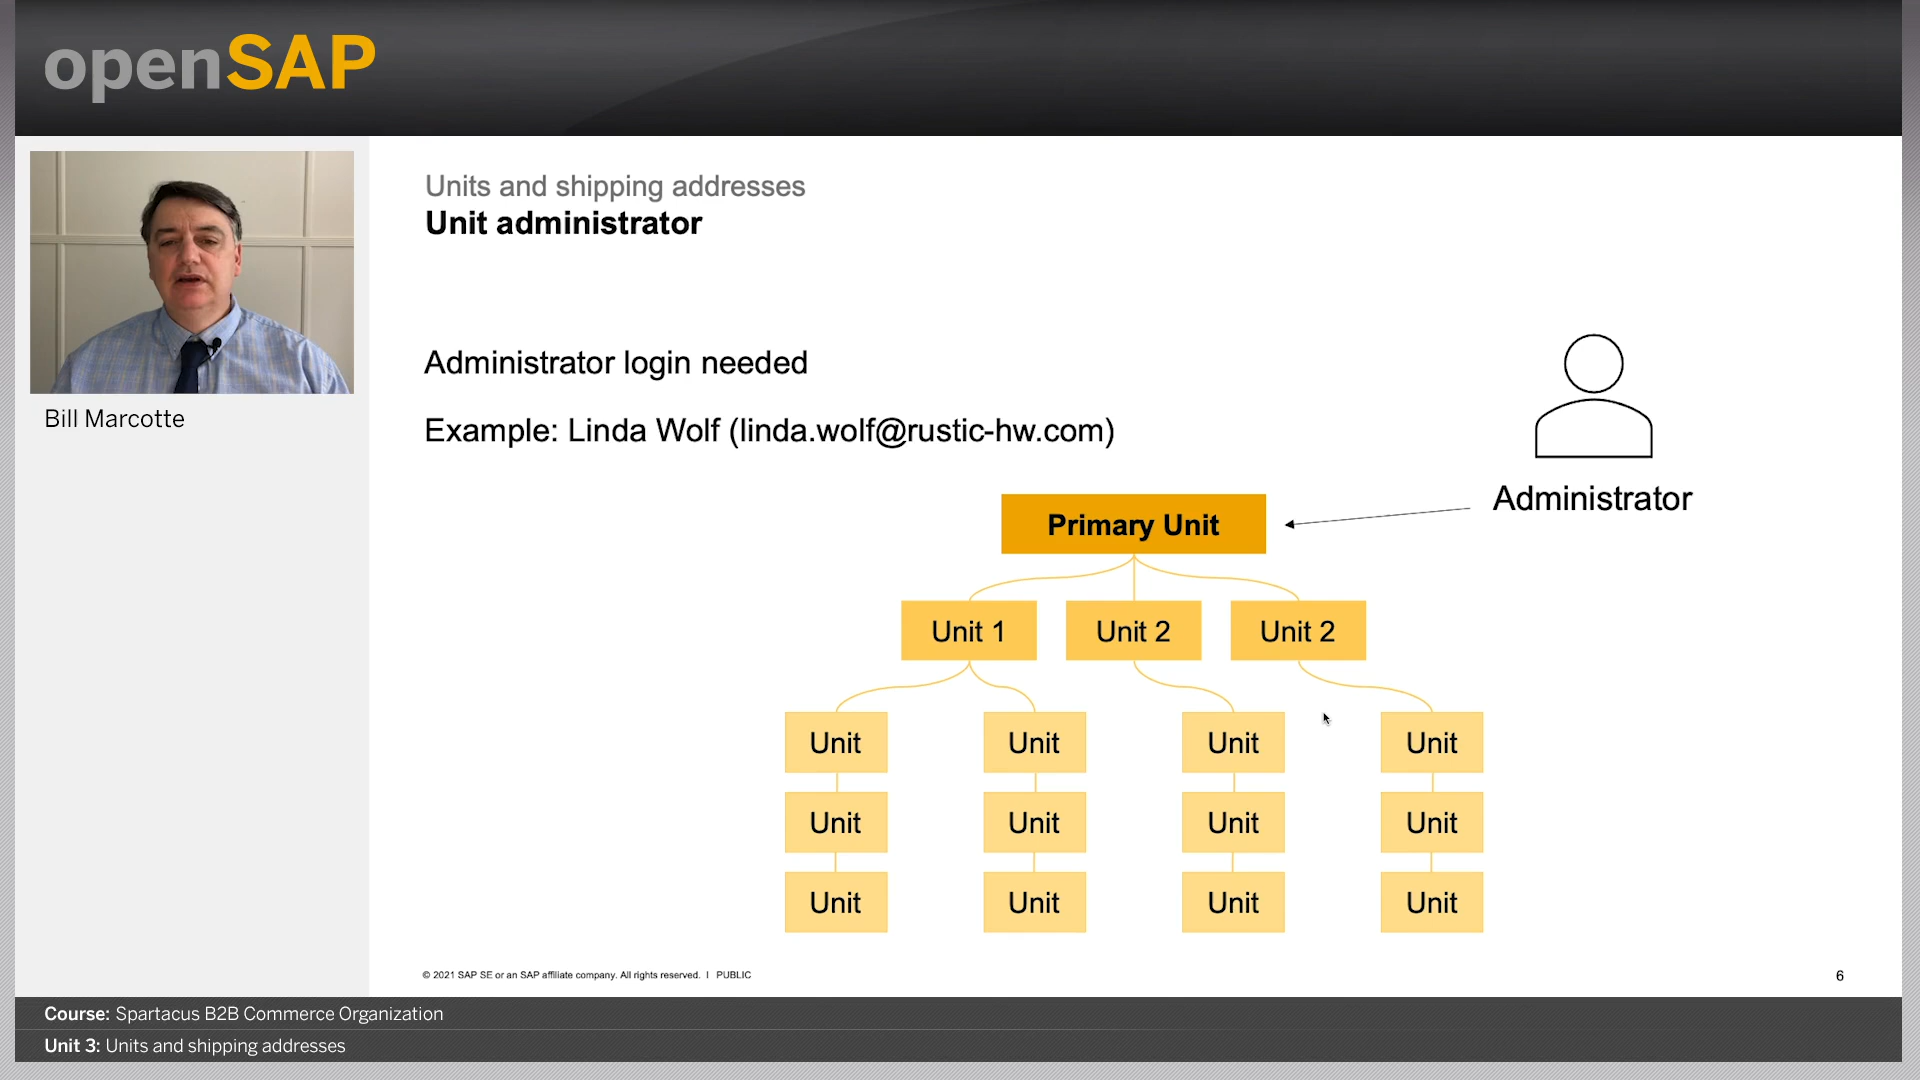 openSAP
Bill Marcotte
Units and shipping addresses
Unit administrator
Administrator login needed
Example: Linda Wolf (linda.wolf@rustic-hw.com)
Administrator
Primary Unit
Unit 1 Unit 2 Unit 2
Unit Unit Unit Unit
Unit Unit Unit Unit
Unit Unit Unit Unit
© 2021 SAP SE or an SAP affiliate company. All rights reserved. I PUBLIC
6
Course: Spartacus B2B Commerce Organization
Unit 3: Units and shipping addresses